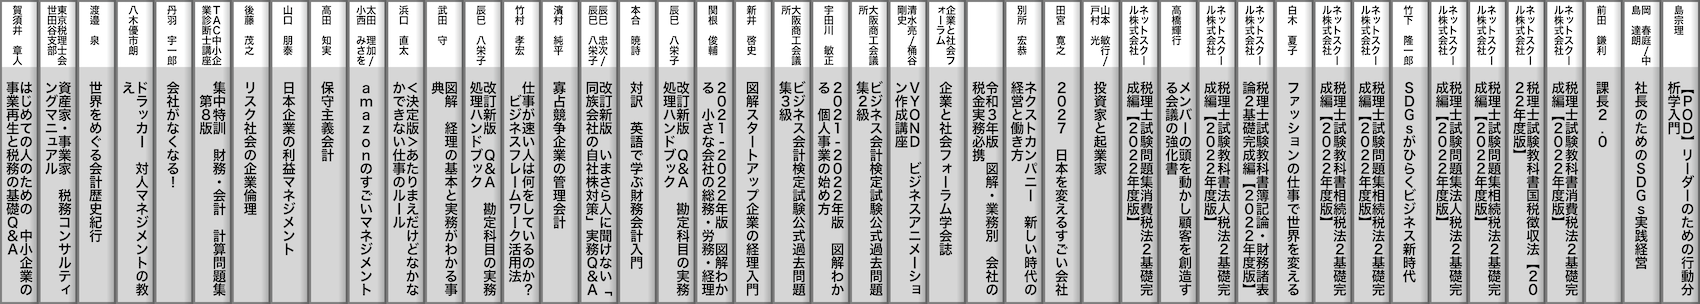 島宗理
【POD】リーダーのための行動分
析学入門
岡 春庭/中
島 達朗
社長のためのSDGs実践経営
前田 鎌利
課長2.0
ネットスクー
ル株式会社
税理士試験教科書相続税法2基礎完
成編【2022年度版】
ネットスクー
ル株式会社
税理士試験教科書国税徴収法【20
22年度版】
ネットスクー
ル株式会社
税理士試験問題集相続税法2基礎完
成編【2022年度版】
ネットスクー
ル株式会社
税理士試験教科書消費税法2基礎完
成編【2022年度版】
ネットスクー
ル株式会社
税理士試験問題集法人税法2基礎完
成編【2022年度版】
竹下 隆一郎
SDGsがひらくビジネス新時代
ネットスクー
ル株式会社
税理士試験問題集相続税法2基礎完
成編【2022年度版】
ネットスクー
ル株式会社
税理士試験教科書相続税法2基礎完
成編【2022年度版】
白木 夏子
ファッションの仕事で世界を変える
ネットスクー
ル株式会社
税理士試験教科書簿記論・財務諸表
論2基礎完成編【2022年度版】
ネットスクー
ル株式会社
税理士試験教科書法人税法2基礎完
成編【2022年度版】
高橋輝行
メンバーの頭を動かし顧客を創造す
る会議の強化書
ネットスクー
ル株式会社
税理士試験問題集消費税法2基礎完
成編【2022年度版】
山本 敏行/
戸村 光
投資家と起業家
田宮 寛之
2027 日本を変えるすごい会社
別所 宏恭
ネクストカンパニー 新しい時代の
経営と働き方
令和3年版 図解・業務別 会社の
税金実務必携
企業と社会フ
ォーラム
企業と社会フォーラム学会誌
清水亮/桶谷
剛史
VYOND ビジネスアニメーショ
ン作成講座
大阪商工会議
所
ビジネス会計検定試験公式過去問題
集2級
宇田川 敏正
2021-2022年版 図解わか
る 個人事業の始め方
大阪商工会議
所
ビジネス会計検定試験公式過去問題
集3級
新井 啓史
図解スタートアップ企業の経理入門
関根 俊輔
2021-2022年版 図解わか
る 小さな会社の総務・労務・経理
辰巳 八栄子
改訂新版 Q&A 勘定科目の実務
処理ハンドブック
本合 暁詩
対訳 英語で学ぶ財務会計入門
辰巳 忠次/
辰巳 八栄子
改訂新版 いまさら人に聞けない「
同族会社の自社株対策」実務Q&A
濱村 純平
寡占競争企業の管理会計
竹村 孝宏
仕事が速い人は何をしているのか?
 ビジネスフレームワーク活用法
辰巳 八栄子
改訂新版 Q&A 勘定科目の実務
処理ハンドブック
武田 守
図解 経理の基本と実務がわかる事
典
浜口 直太
<決定版>あたりまえだけどなかな
かできない仕事のルール
太田 理加/
小西 みさを
amazonのすごいマネジメント
高田 知実
保守主義会計
山口 朋泰
日本企業の利益マネジメント
後藤 茂之
リスク社会の企業倫理
TAC中小企
業診断士講座
集中特訓 財務・会計 計算問題集
 第8版
丹羽 宇一郎
会社がなくなる!
八木優市朗
ドラッカー 対人マネジメントの教
え
渡邉 泉
世界をめぐる会計歴史紀行
東京税理士会
世田谷支部
資産家・事業家 税務コンサルティ
ングマニュアル
賀須井 章人
はじめての人のための 中小企業の
事業再生と税務の基礎Q&A